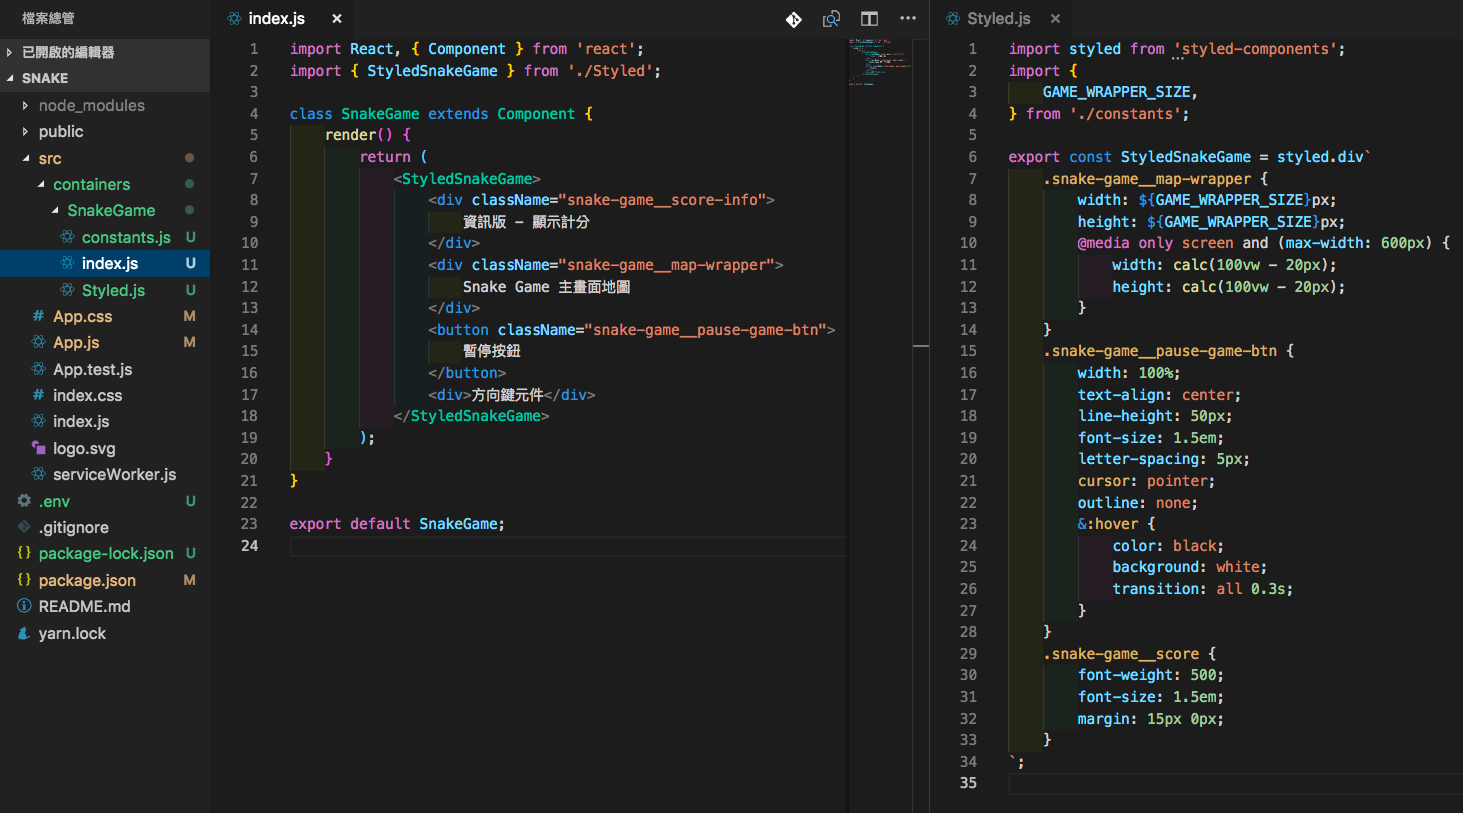 檔案總管
已開啟的編輯器
SNAKE
node_modules
public
src
containers
SnakeGame
constants.js U
index.js U
Styled.js U
App.css M
App.js M
App.test.js
index.css
index.js
logo.svg
serviceWorker.js
.env U
.gitignore
package-lock.json U
package.json M
README.md
yarn.lock
index.js ×
1 import React, { Component } from 'react';
2 import { StyledSnakeGame } from './Styled';
3
4 class SnakeGame extends Component {
5 render() {
6 return (
7 <StyledSnakeGame>
8 <div className="snake-game__score-info">
9 資訊版 - 顯示計分
10 </div>
11 <div className="snake-game__map-wrapper">
12 Snake Game 主畫面地圖
13 </div>
14 <button className="snake-game__pause-game-btn">
15 暫停按鈕
16 </button>
17 <div>方向鍵元件</div>
18 </StyledSnakeGame>
19 );
20 }
21 }
22
23 export default SnakeGame;
24
Styled.js ×
1 import styled from 'styled-components';
2 import {
3 GAME_WRAPPER_SIZE,
4 } from './constants';
5
6 export const StyledSnakeGame = styled.div`
7 .snake-game__map-wrapper {
8 width: ${GAME_WRAPPER_SIZE}px;
9 height: ${GAME_WRAPPER_SIZE}px;
10 @media only screen and (max-width: 600px) {
11 width: calc(100vw - 20px);
12 height: calc(100vw - 20px);
13 }
14 }
15 .snake-game__pause-game-btn {
16 width: 100%;
17 text-align: center;
18 line-height: 50px;
19 font-size: 1.5em;
20 letter-spacing: 5px;
21 cursor: pointer;
22 outline: none;
23 &:hover {
24 color: black;
25 background: white;
26 transition: all 0.3s;
27 }
28 }
29 .snake-game__score {
30 font-weight: 500;
31 font-size: 1.5em;
32 margin: 15px 0px;
33 }
34 `;
35